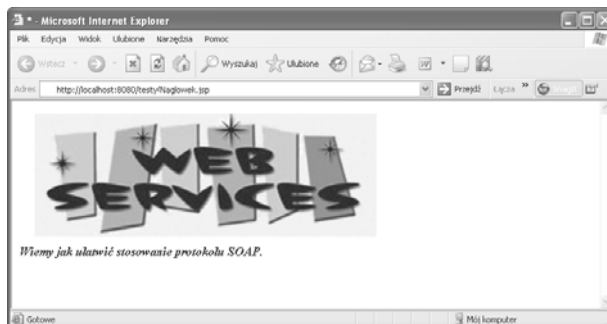 * - Microsoft Internet Explorer
Plik Edycja Widok Ulubione Narzędzia Pomoc
Wstecz Wyszukaj Ulubione
Adres http://localhost:8080/testy/Naglowek.jsp Przejdź Łącza »
WEB
SERVICES
Wiemy jak ułatwić stosowanie protokołu SOAP.
Gotowe Mój komputer